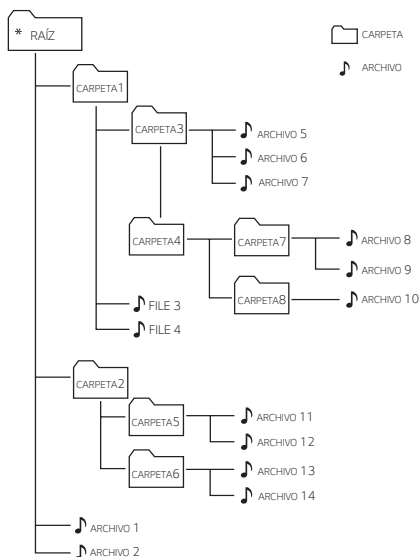 * RAÍZ
CARPETA
ARCHIVO
CARPETA1
CARPETA3
ARCHIVO 5
ARCHIVO 6
ARCHIVO 7
CARPETA4
CARPETA7
ARCHIVO 8
ARCHIVO 9
CARPETA8
ARCHIVO 10
FILE 3
FILE 4
CARPETA2
CARPETA5
ARCHIVO 11
ARCHIVO 12
CARPETA6
ARCHIVO 13
ARCHIVO 14
ARCHIVO 1
ARCHIVO 2